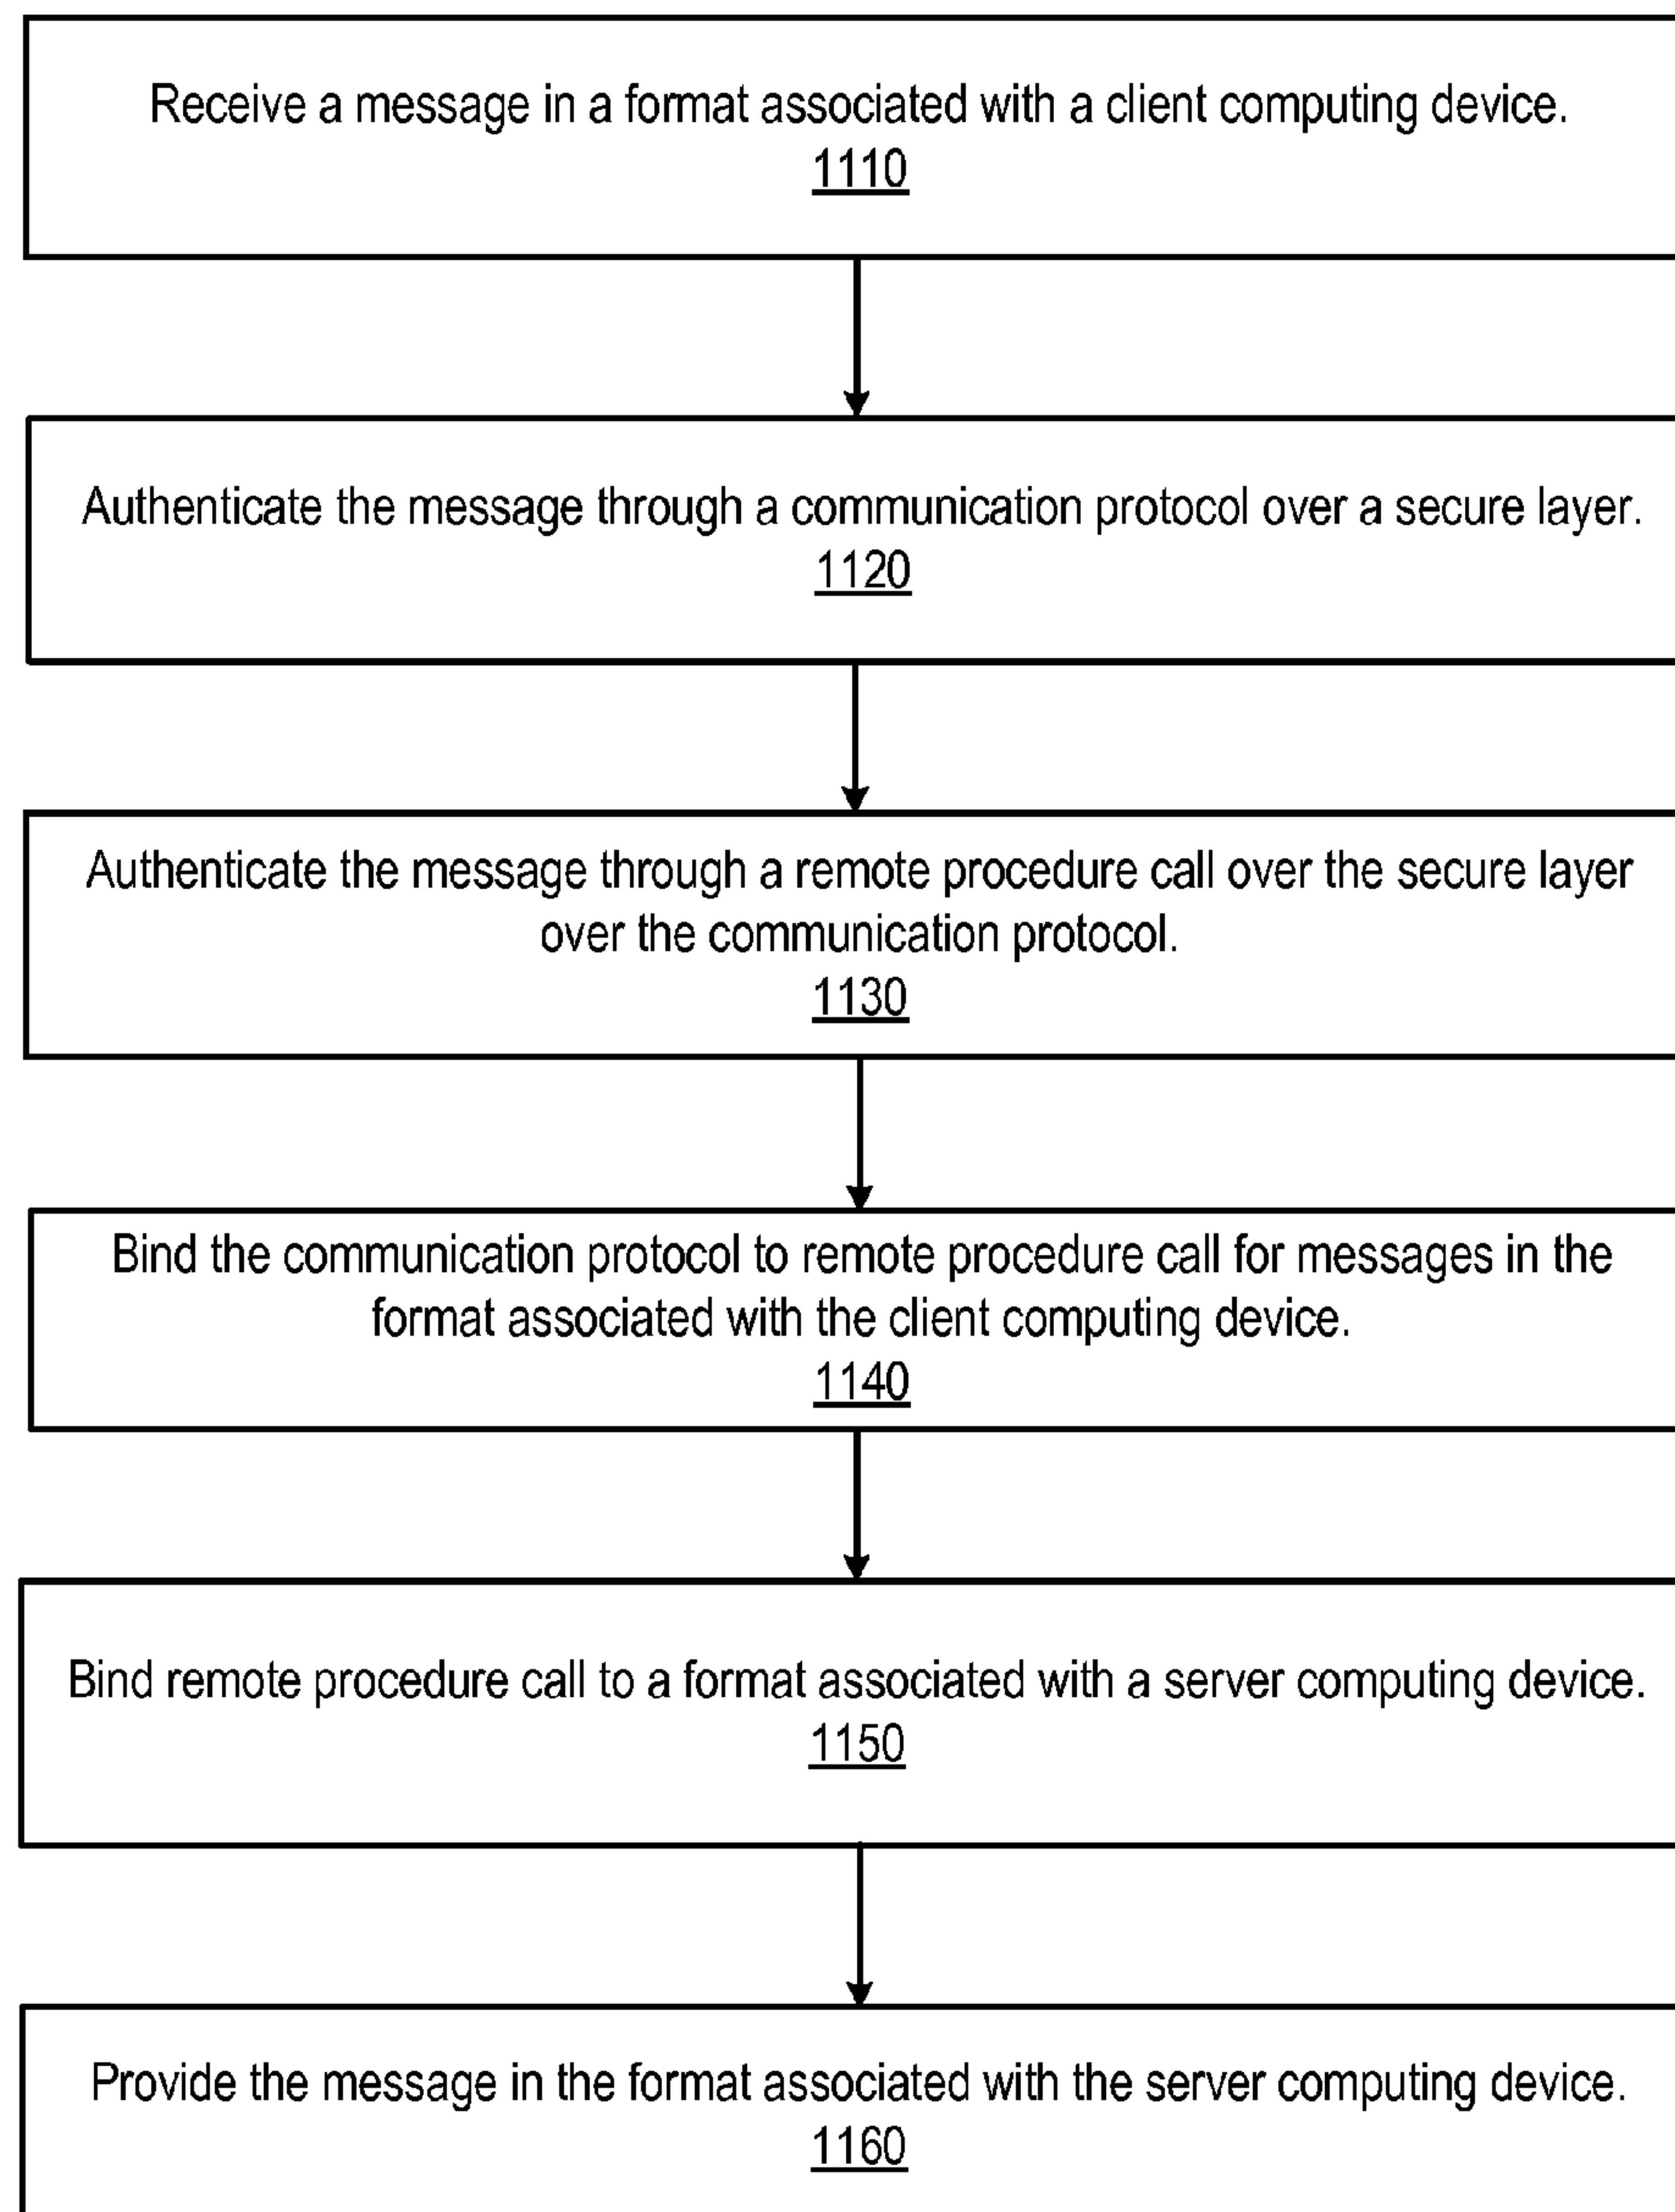 Receive a message in a format associated with a client computing device.
1110
Authenticate the message through a communication protocol over a secure layer.
1120
Authenticate the message through a remote procedure call over the secure layer
over the communication protocol.
1130
Bind the communication protocol to remote procedure call for messages in the
format associated with the client computing device.
1140
Bind remote procedure call to a format associated with a server computing device.
1150
Provide the message in the format associated with the server computing device.
1160